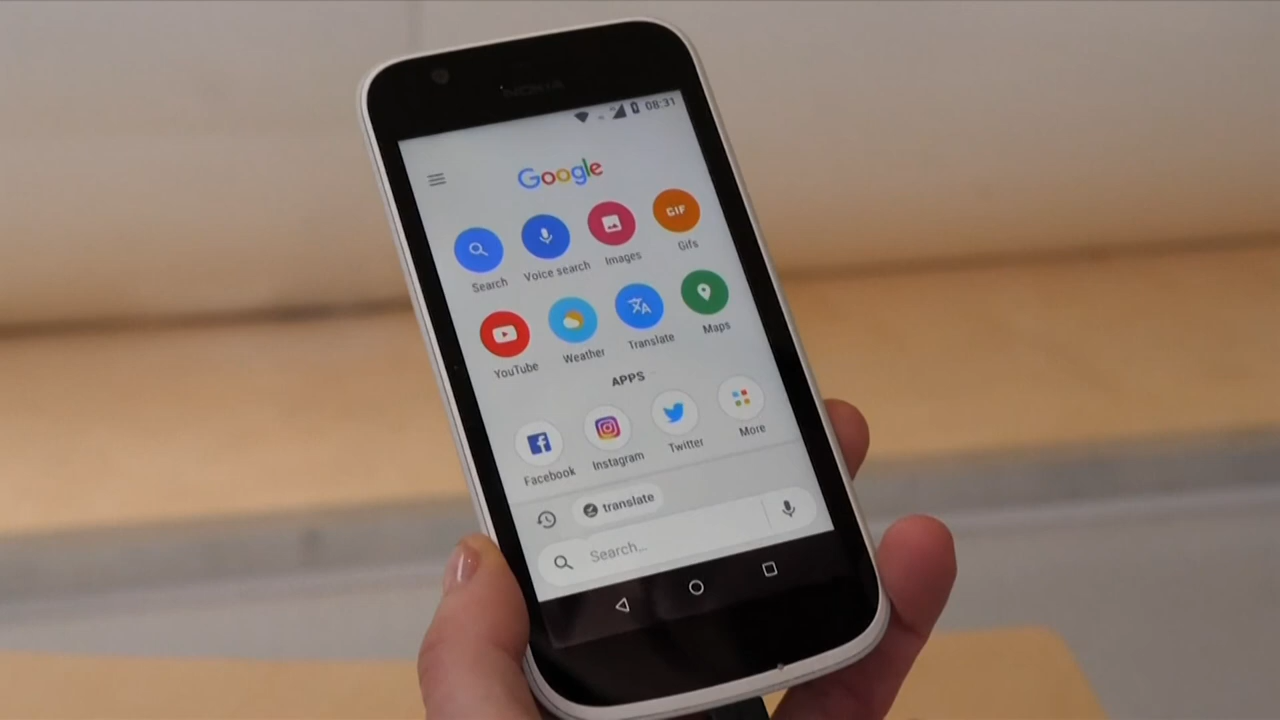 NOKIA
08:31
Google
GIF
Search Voice search Images Gifs
YouTube Weather Translate Maps
APPS
Facebook Instagram Twitter More
translate
Search...